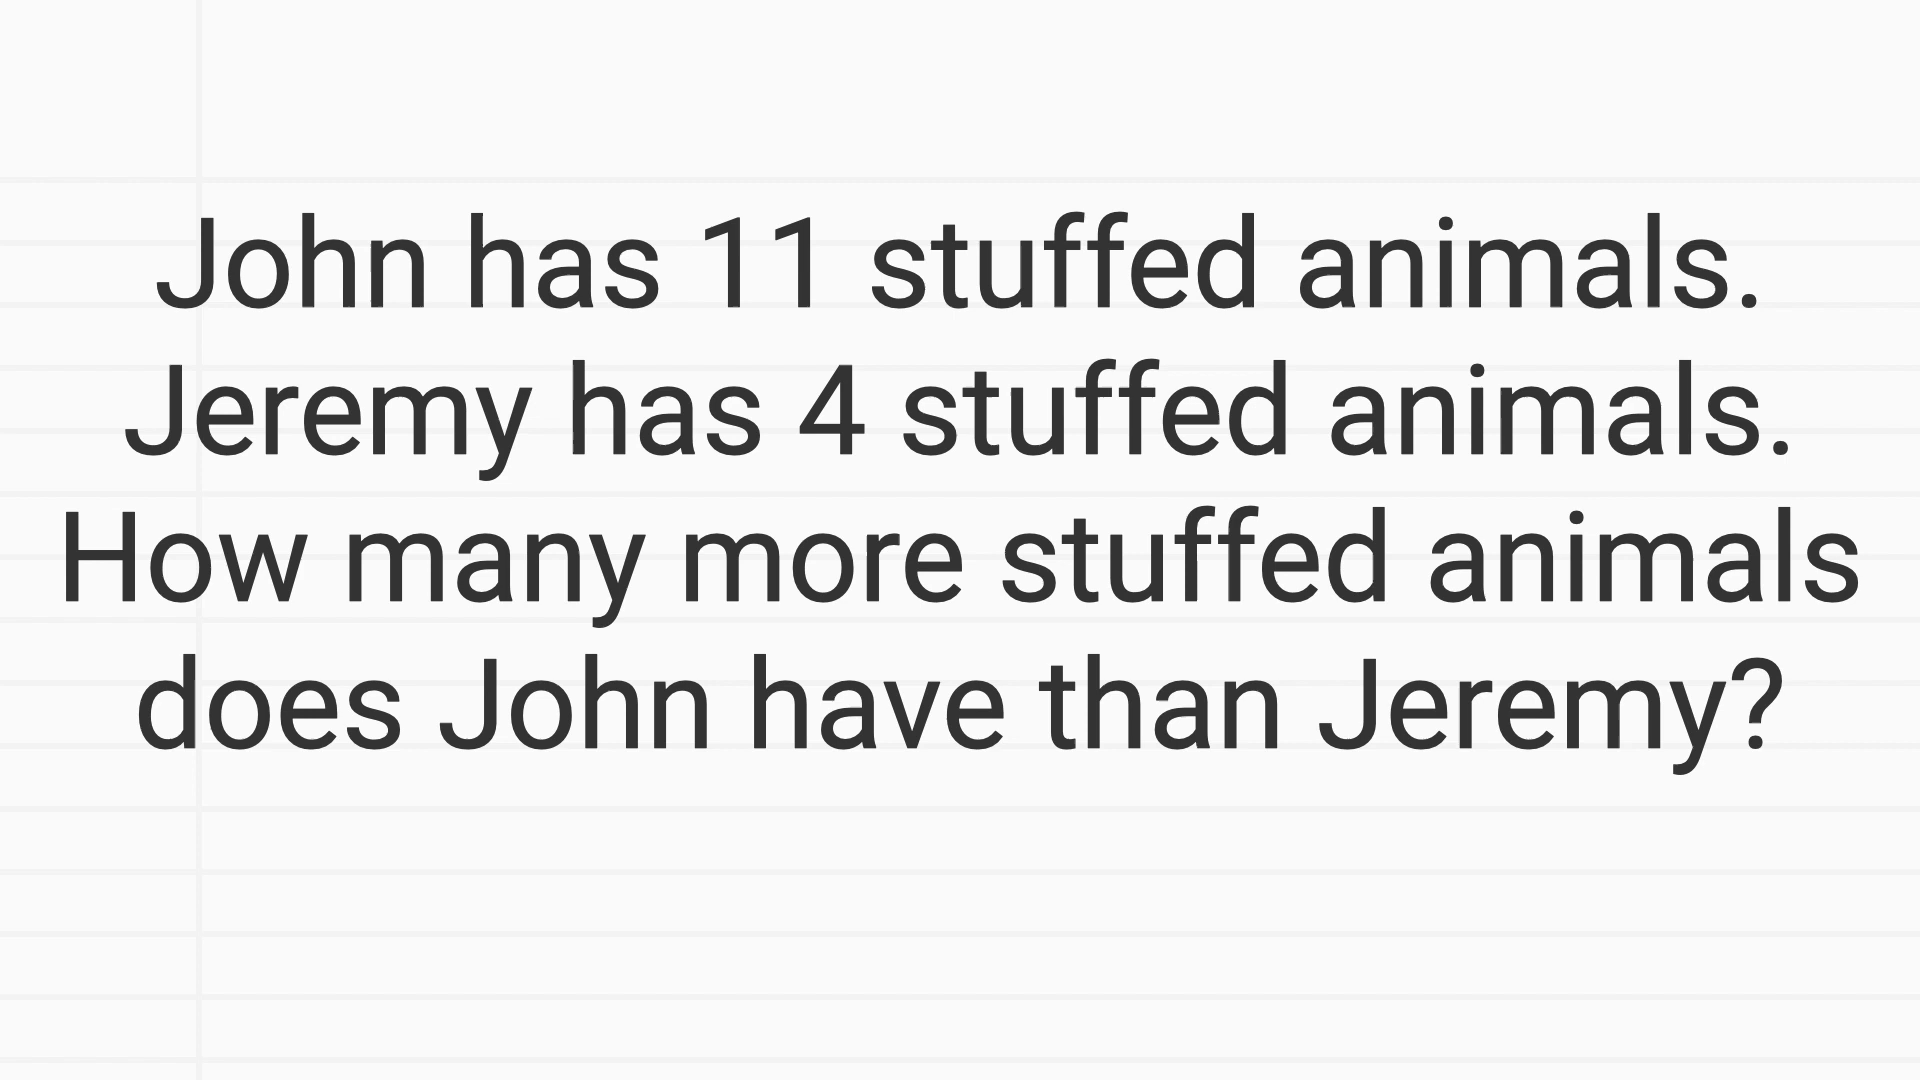 John has 11 stuffed animals.
Jeremy has 4 stuffed animals.
How many more stuffed animals
does John have than Jeremy?